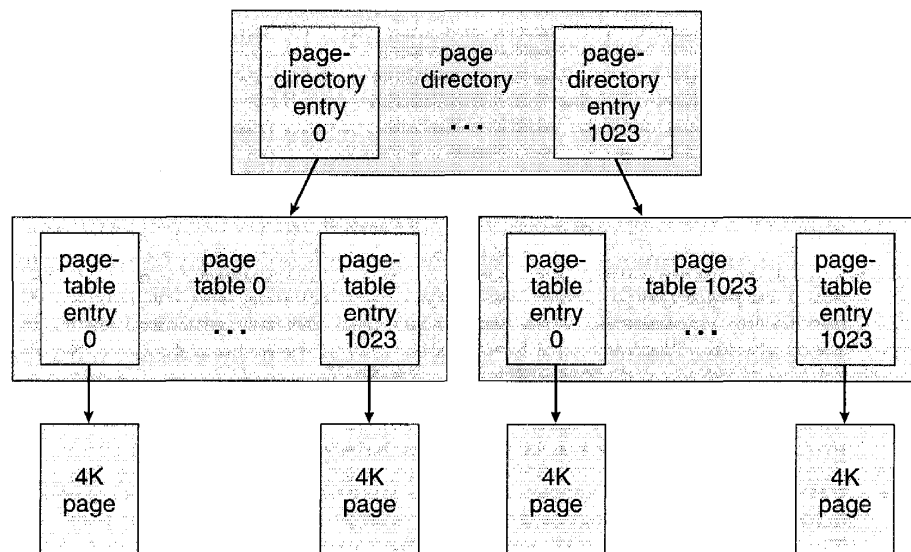 page-
directory
entry
0
page
directory
...
page-
directory
entry
1023
page-
table
entry
0
page
table 0
...
page-
table
entry
1023
page-
table
entry
0
page
table 1023
...
page-
table
entry
1023
4K
page
4K
page
4K
page
4K
page